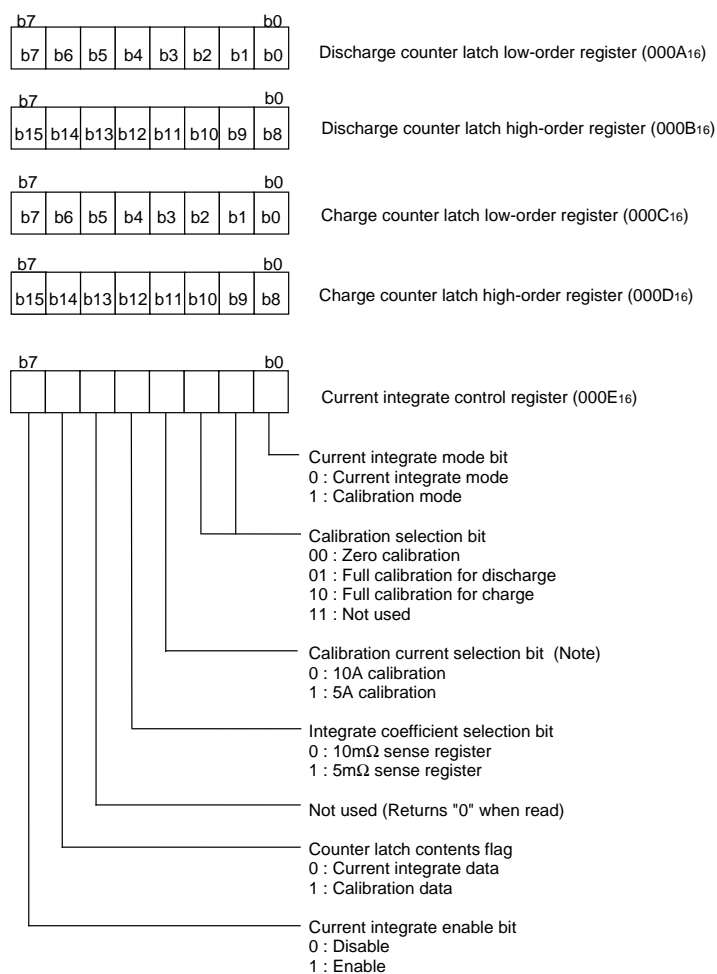 b7 b0
b7 b6 b5 b4 b3 b2 b1 b0 Discharge counter latch low-order register (000A16)
b7 b0
b15 b14 b13 b12 b11 b10 b9 b8 Discharge counter latch high-order register (000B16)
b7 b0
b7 b6 b5 b4 b3 b2 b1 b0 Charge counter latch low-order register (000C16)
b7 b0
b15 b14 b13 b12 b11 b10 b9 b8 Charge counter latch high-order register (000D16)
b7 b0
Current integrate control register (000E16)
Current integrate mode bit
0 : Current integrate mode
1 : Calibration mode
Calibration selection bit
00 : Zero calibration
01 : Full calibration for discharge
10 : Full calibration for charge
11 : Not used
Calibration current selection bit (Note)
0 : 10A calibration
1 : 5A calibration
Integrate coefficient selection bit
0 : 10mΩ sense register
1 : 5mΩ sense register
Not used (Returns "0" when read)
Counter latch contents flag
0 : Current integrate data
1 : Calibration data
Current integrate enable bit
0 : Disable
1 : Enable